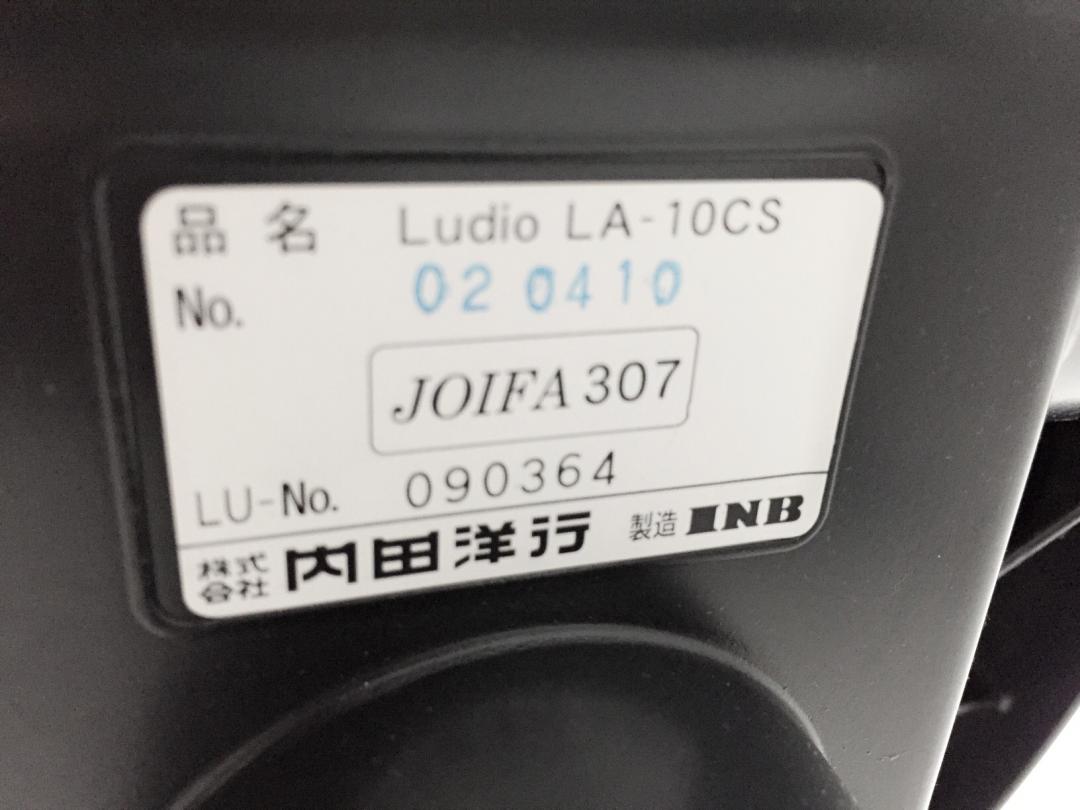 品名 Ludio LA-10CS
No. 02 0410
JOIFA 307
LU-No. 090364
株式会社 内田洋行 製造 INB